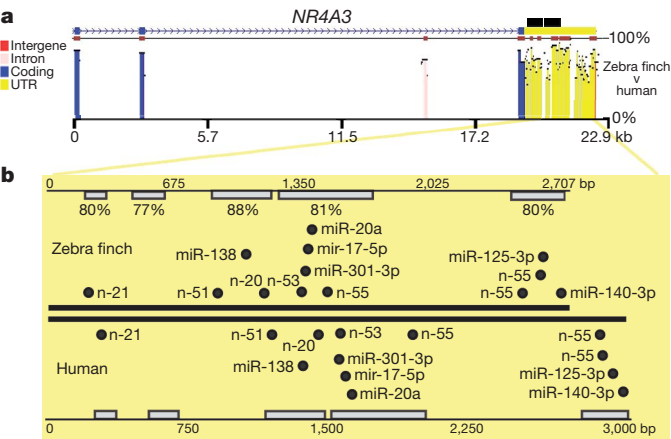 a
NR4A3
100%
Intergene
Intron
Coding
UTR
Zebra finch
v
human
0%
0 5.7 11.5 17.2 22.9 kb
b
0 675 1,350 2,025 2,707 bp
80% 77% 88% 81% 80%
miR-20a
Zebra finch
mir-17-5p
miR-138
miR-125-3p
miR-301-3p
n-20 n-53
n-55
n-21 n-51 n-55 n-55 miR-140-3p
n-21 n-51 n-53 n-55 n-55
n-20
miR-301-3p
n-55
Human
miR-138
mir-17-5p
miR-125-3p
miR-20a
miR-140-3p
0 750 1,500 2,250 3,000 bp